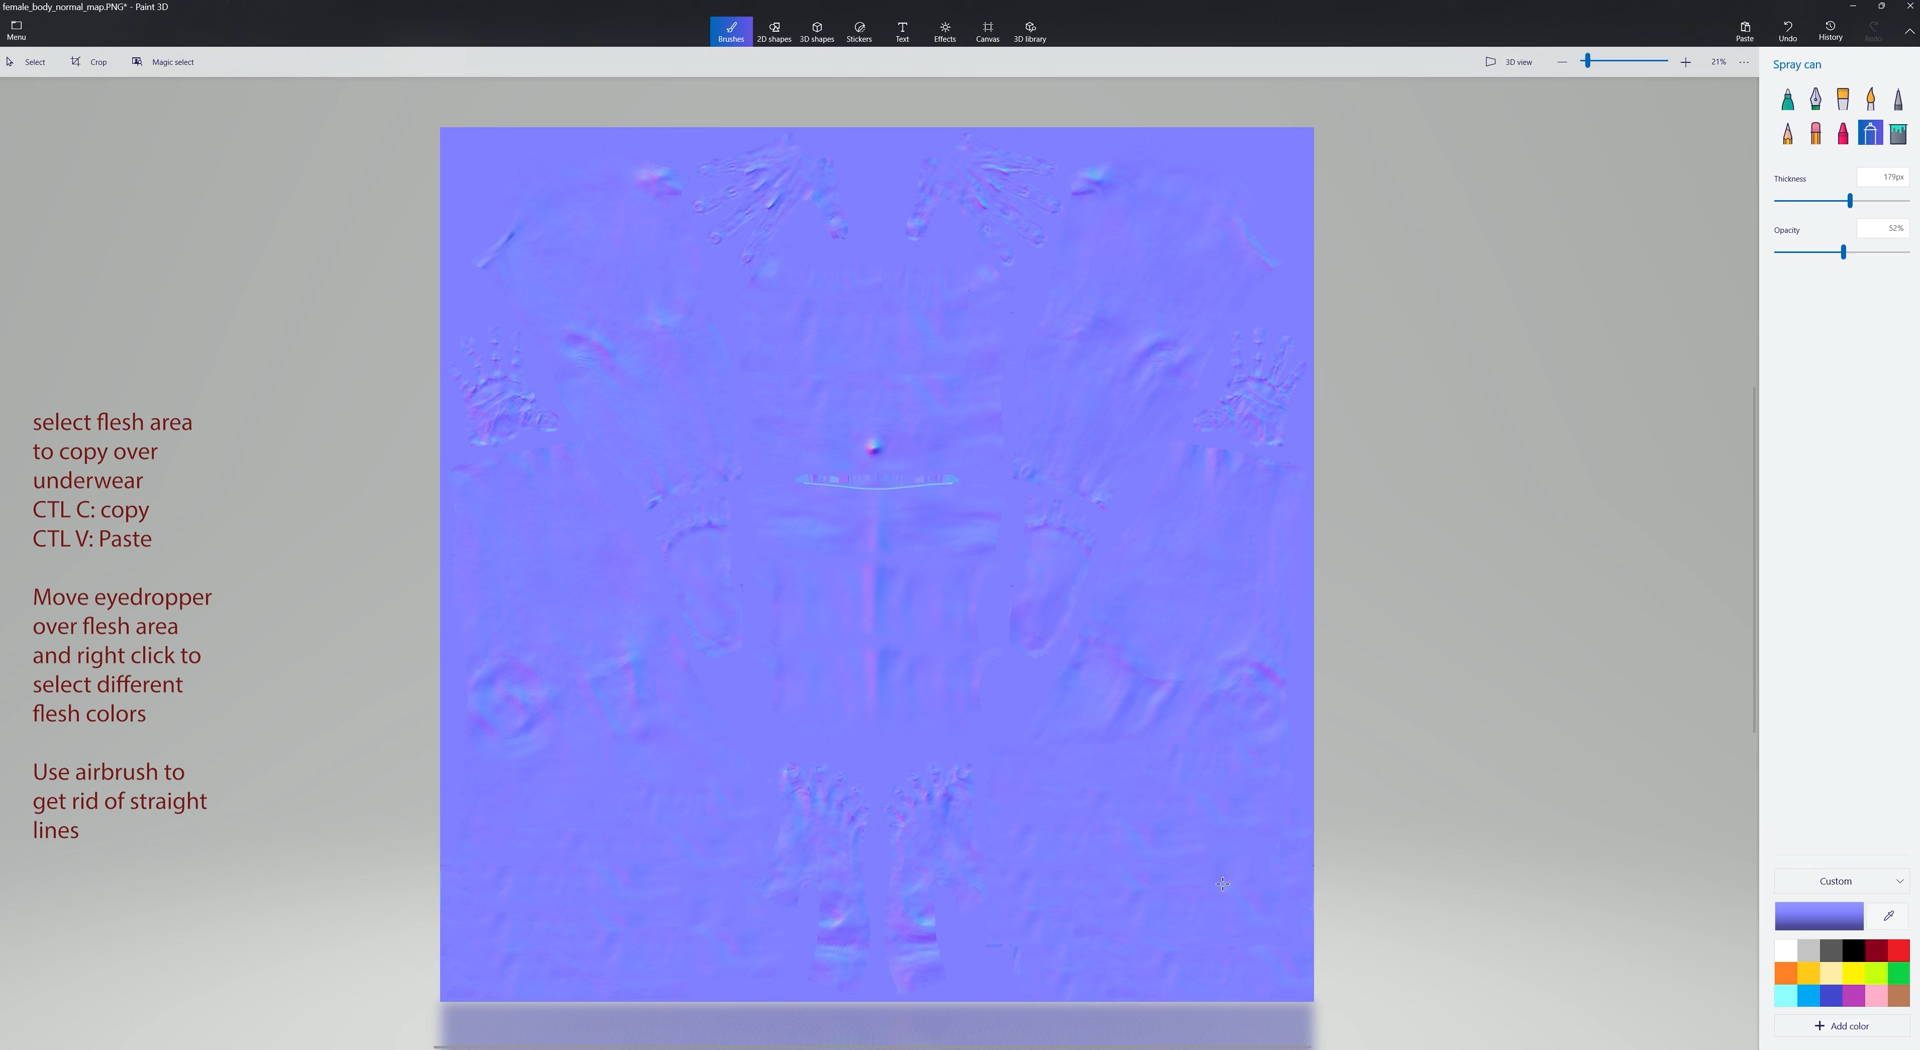 female_body_normal_map.PNG* - Paint 3D
Menu
Brushes
2D shapes
3D shapes
Stickers
Text
Effects
Canvas
3D library
Paste
Undo
History
Redo
Select
Crop
Magic select
3D view
21%
Spray can
Thickness
179px
Opacity
52%
select flesh area
to copy over
underwear
CTL C: copy
CTL V: Paste
Move eyedropper
over flesh area
and right click to
select different
flesh colors
Use airbrush to
get rid of straight
lines
Custom
Add color